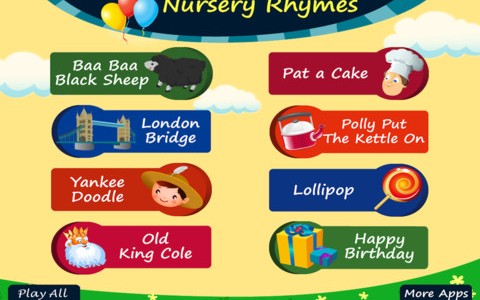 Nursery Rhymes
Baa Baa
Black Sheep
Pat a Cake
London
Bridge
Polly Put
The Kettle On
Yankee
Doodle
Lollipop
Old
King Cole
Happy
Birthday
Play All
More Apps